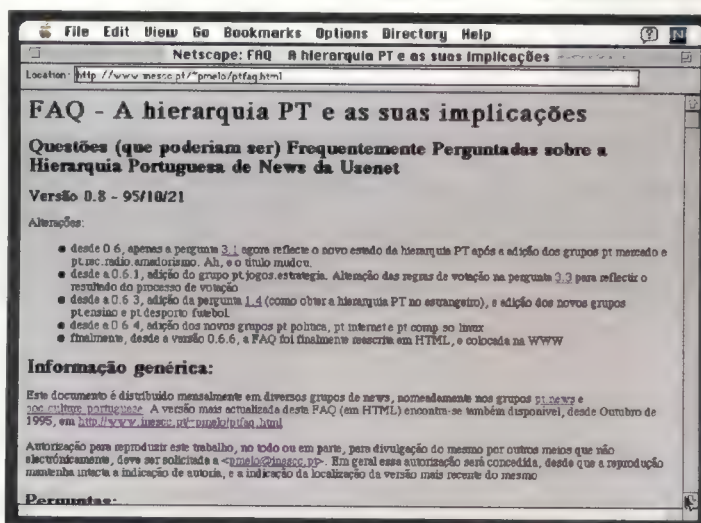 File Edit View Go Bookmarks Options Directory Help
Netscape: FAQ A hierarquia PT e as suas implicações
Location: http://www.inescc.pt/~pmelo/ptfaq.html
FAQ - A hierarquia PT e as suas implicações
Questões (que poderiam ser) Frequentemente Perguntadas sobre a
Hierarquia Portuguesa de News da Usenet
Versão 0.8 - 95/10/21
Alterações:
desde 0 6, apenas a pergunta 3.1 agora reflecte o novo estado da hierarquia PT após a adição dos grupos pt mercado e
pt.rec.radio.amadorismo. Ah, e o titulo mudou.
desde a 0.6 1, adição do grupo pt.jogos.estrategia. Alteração das regras de votação na pergunta 3.3 para reflectir o
resultado do processo de votação
desde a 0.6 3, adição da pergunta 1.4 (como obter a hierarquia PT no estrangeiro), e adição dos novos grupos
pt.ensino e pt desporto futebol.
desde a 0 6 4, adição dos novos grupos pt politica, pt internet e pt comp so linux
finalmente, desde a versão 0.6.6, a FAQ foi finalmente reescrita em HTML, e colocada na WWW
Informação genérica:
Este documento é distribuido mensalmente em diversos grupos de news, nomeadamente nos grupos pt.news e
soc.culture.portuguese. A versão mais actualizada deste FAQ (em HTML) encontra-se também disponivel, desde Outubro de
1995, em http://www.inescc.pt/~pmelo/ptfaq.html
Autorização para reproduzir este trabalho, no todo ou em parte, para divulgação do mesmo por outros meios que não
electrónicamente, deve ser solicitada a <pmelo@inescc.pt>. Em geral essa autorização será concedida, desde que a reprodução
mantenha intacta a indicação de autoria, e a indicação da localização da versão mais recente do mesmo
Perguntas: